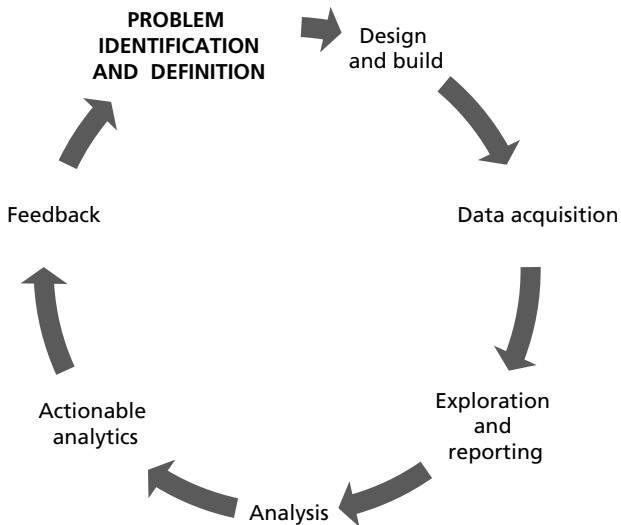 PROBLEM
IDENTIFICATION
AND DEFINITION
Design
and build
Data acquisition
Exploration
and
reporting
Analysis
Actionable
analytics
Feedback